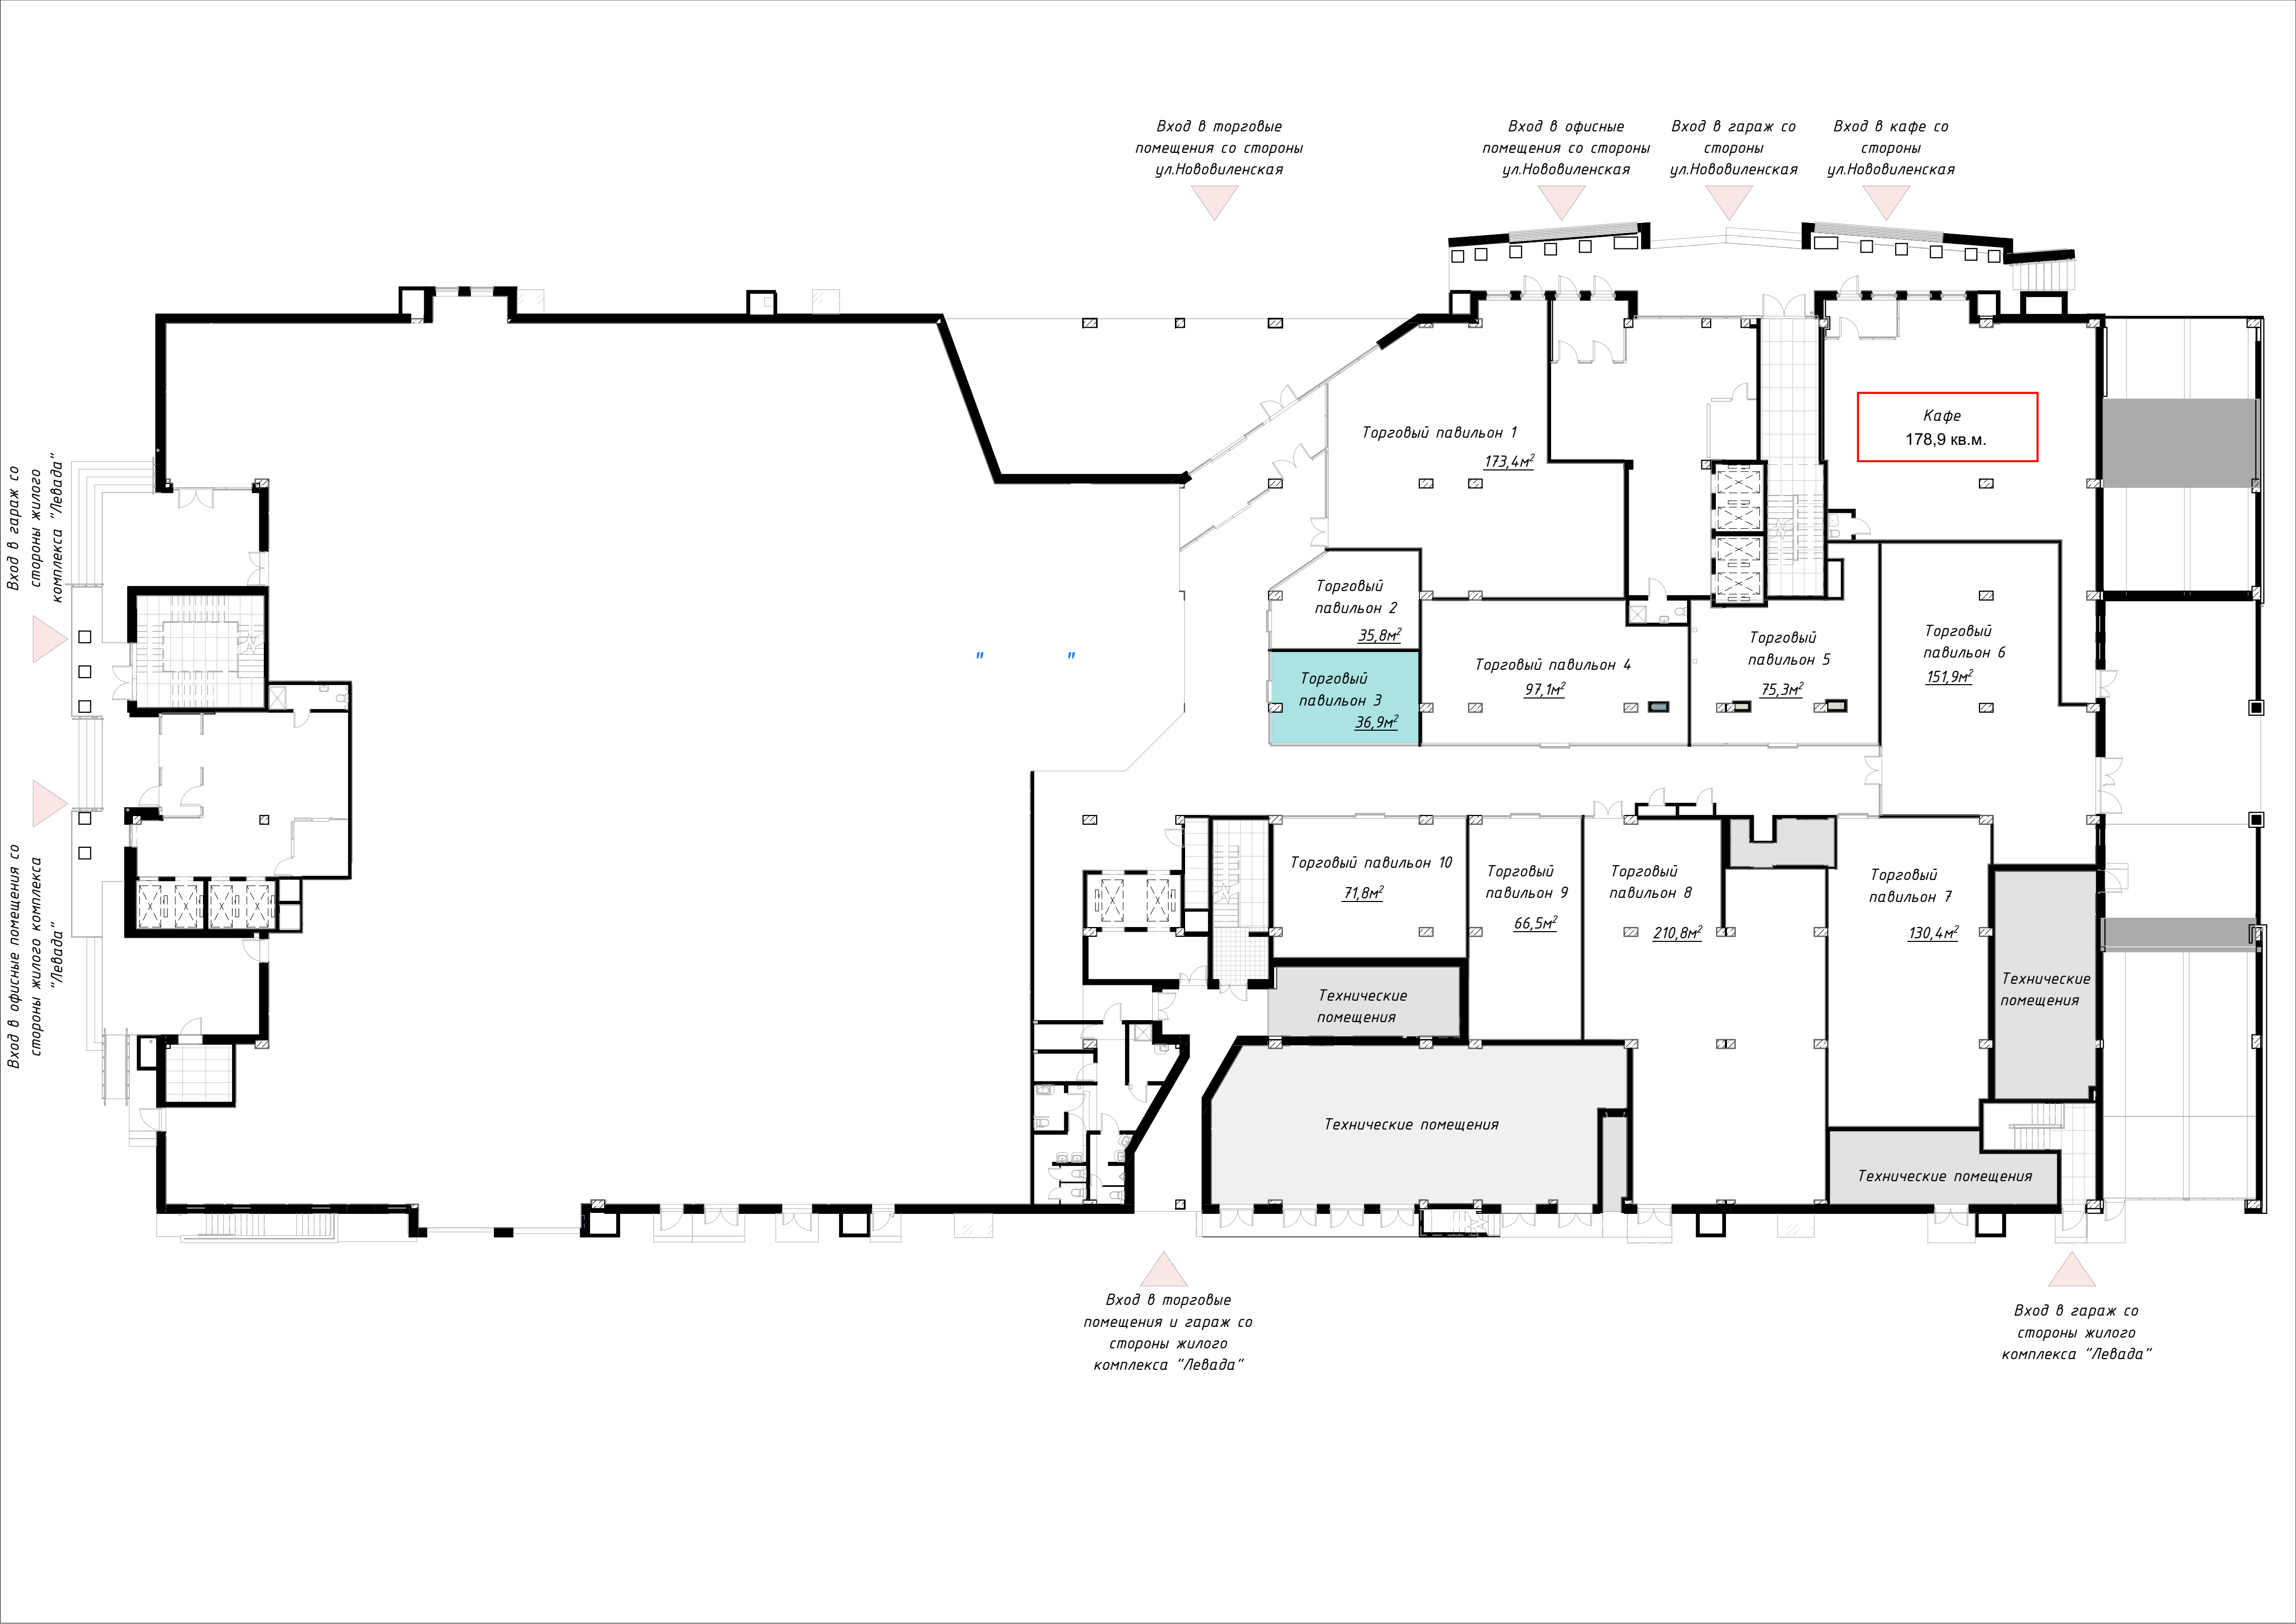 Вход в торговые
помещения со стороны
ул.Нововиленская
Вход в офисные
помещения со стороны
ул.Нововиленская
Вход в гараж со
стороны
ул.Нововиленская
Вход в кафе со
стороны
ул.Нововиленская
Вход в гараж со
стороны жилого
комплекса "Левада"
Вход в офисные помещения со
стороны жилого комплекса
"Левада"
Кафе
178,9 кв.м.
Торговый павильон 1
173,4м²
Торговый
павильон 2
35,8м²
Торговый
павильон 3
36,9м²
Торговый павильон 4
97,1м²
Торговый
павильон 5
75,3м²
Торговый
павильон 6
151,9м²
" "
Торговый павильон 10
71,8м²
Торговый
павильон 9
66,5м²
Торговый
павильон 8
210,8м²
Торговый
павильон 7
130,4м²
Технические
помещения
Технические
помещения
Технические помещения
Технические помещения
Вход в торговые
помещения и гараж со
стороны жилого
комплекса "Левада"
Вход в гараж со
стороны жилого
комплекса "Левада"